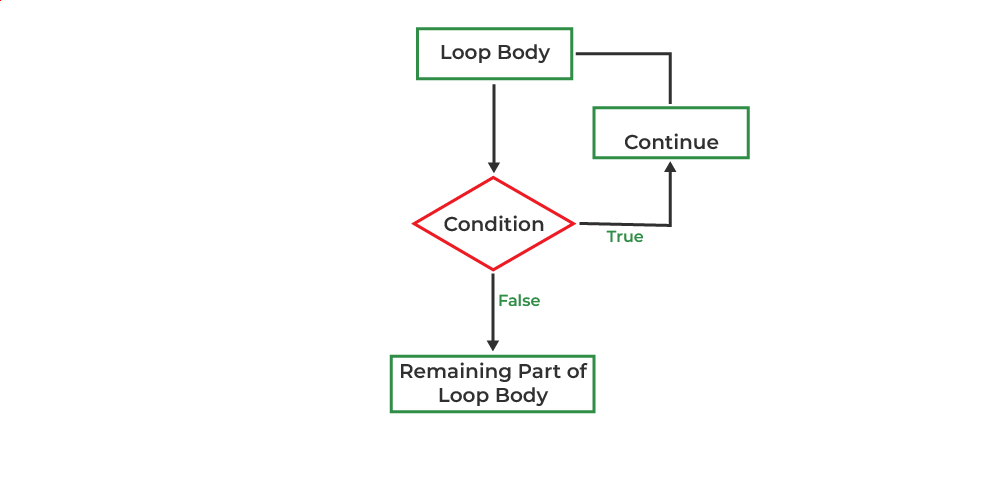 Loop Body
Continue
Condition
True
False
Remaining Part of
Loop Body